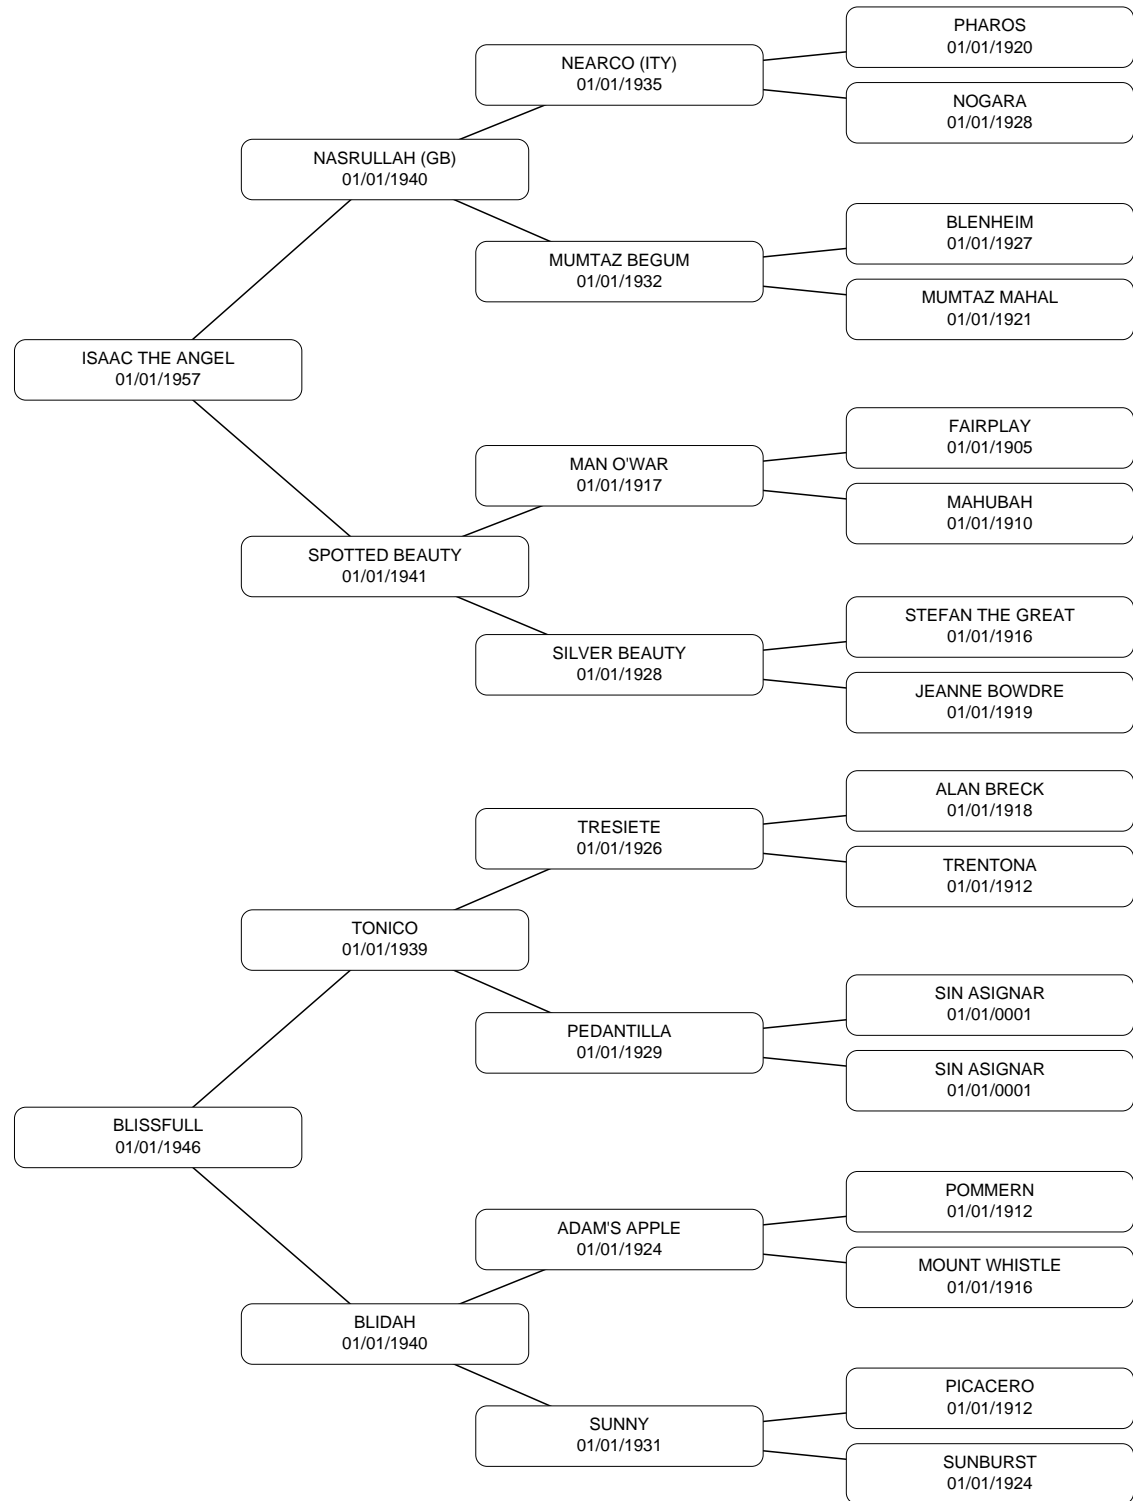 PHAROS
01/01/1920
NEARCO (ITY)
01/01/1935
NOGARA
01/01/1928
NASRULLAH (GB)
01/01/1940
BLENHEIM
01/01/1927
MUMTAZ BEGUM
01/01/1932
MUMTAZ MAHAL
01/01/1921
ISAAC THE ANGEL
01/01/1957
FAIRPLAY
01/01/1905
MAN O'WAR
01/01/1917
MAHUBAH
01/01/1910
SPOTTED BEAUTY
01/01/1941
STEFAN THE GREAT
01/01/1916
SILVER BEAUTY
01/01/1928
JEANNE BOWDRE
01/01/1919
ALAN BRECK
01/01/1918
TRESIETE
01/01/1926
TRENTONA
01/01/1912
TONICO
01/01/1939
SIN ASIGNAR
01/01/0001
PEDANTILLA
01/01/1929
SIN ASIGNAR
01/01/0001
BLISSFULL
01/01/1946
POMMERN
01/01/1912
ADAM'S APPLE
01/01/1924
MOUNT WHISTLE
01/01/1916
BLIDAH
01/01/1940
PICACERO
01/01/1912
SUNNY
01/01/1931
SUNBURST
01/01/1924